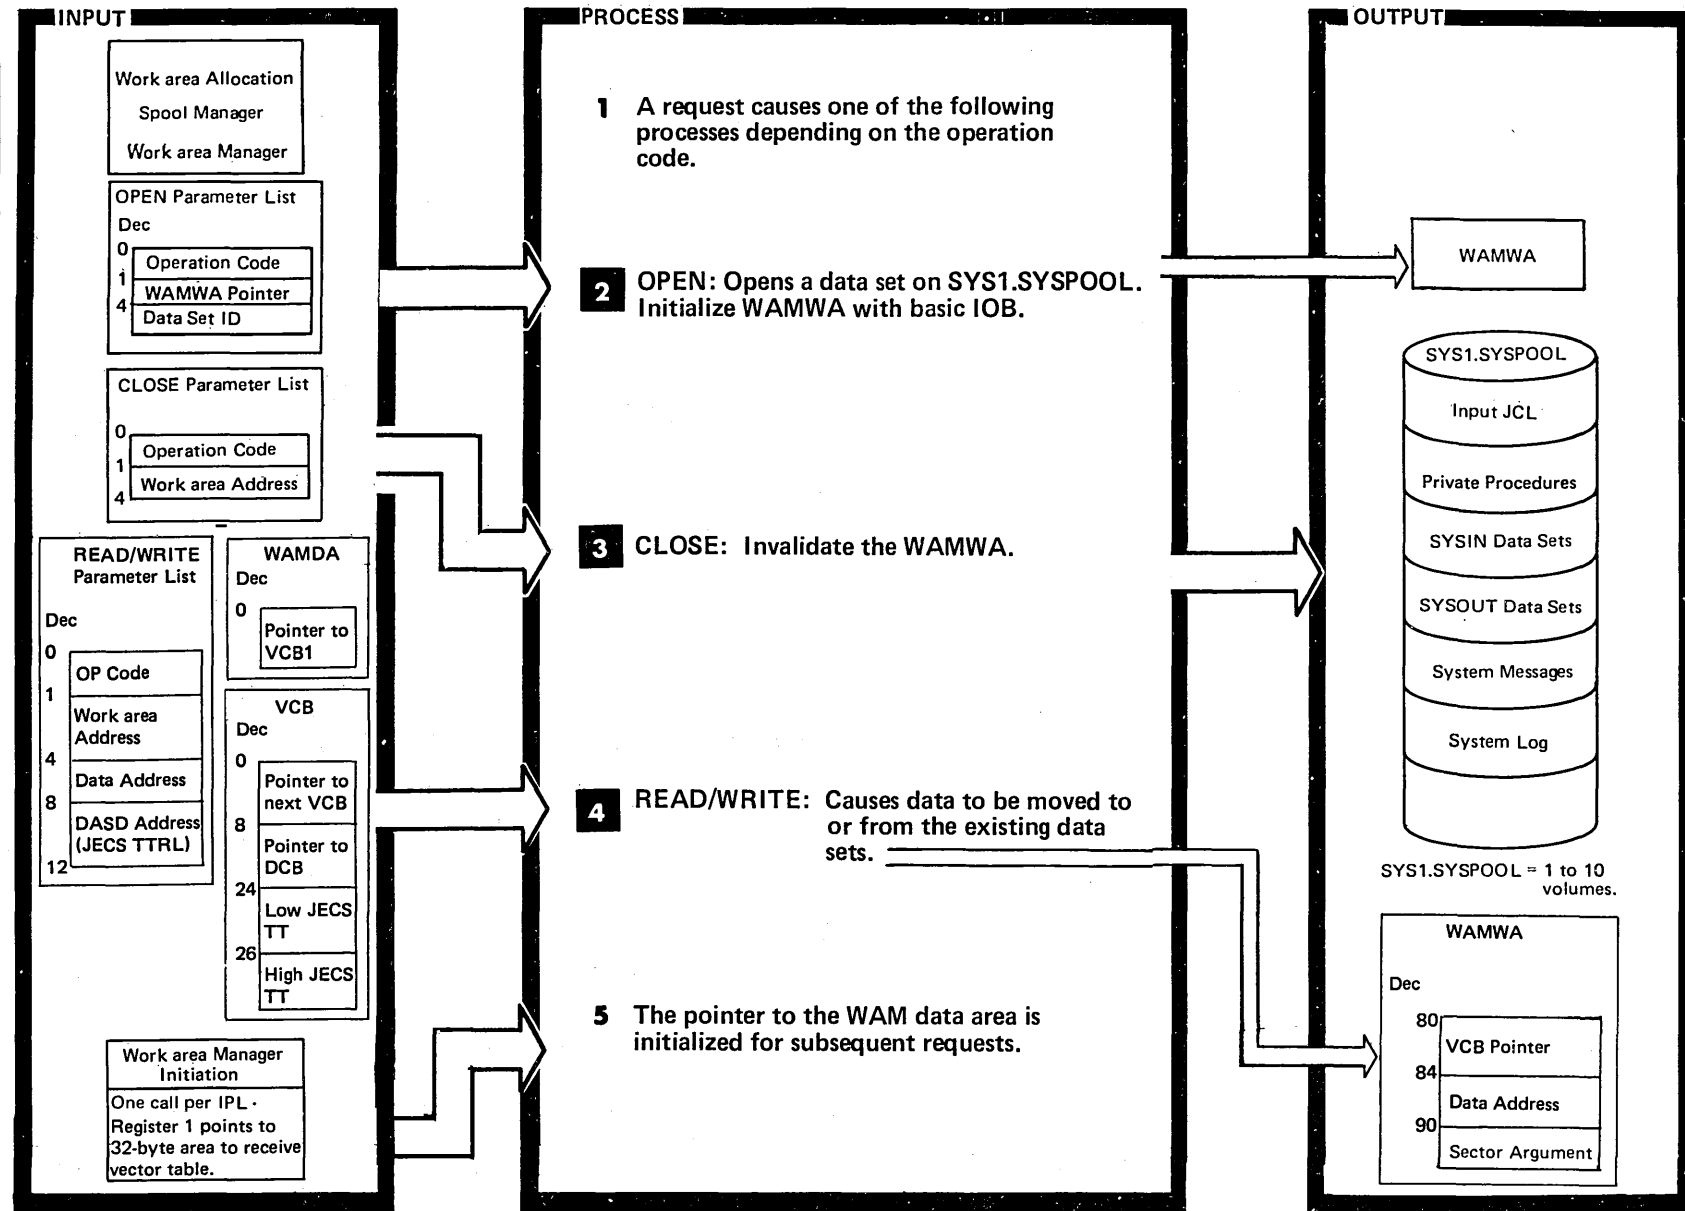 INPUT
Work area Allocation
Spool Manager
Work area Manager
OPEN Parameter List
Dec
0
Operation Code
1
WAMWA Pointer
4
Data Set ID
CLOSE Parameter List
0
Operation Code
1
Work area Address
4
READ/WRITE
Parameter List
Dec
0
OP Code
1
Work area
Address
4
Data Address
8
DASD Address
(JECS TTRL)
12
WAMDA
Dec
0
Pointer to
VCB1
VCB
Dec
0
Pointer to
next VCB
8
Pointer to
DCB
24
Low JECS
TT
26
High JECS
TT
Work area Manager
Initiation
One call per IPL ·
Register 1 points to
32-byte area to receive
vector table.
PROCESS
1 A request causes one of the following
processes depending on the operation
code.
2 OPEN: Opens a data set on SYS1.SYSPOOL.
Initialize WAMWA with basic IOB.
3 CLOSE: Invalidate the WAMWA.
4 READ/WRITE: Causes data to be moved to
or from the existing data
sets.
5 The pointer to the WAM data area is
initialized for subsequent requests.
OUTPUT
WAMWA
SYS1.SYSPOOL
Input JCL
Private Procedures
SYSIN Data Sets
SYSOUT Data Sets
System Messages
System Log
SYS1.SYSPOOL = 1 to 10
volumes.
WAMWA
Dec
80
VCB Pointer
84
Data Address
90
Sector Argument